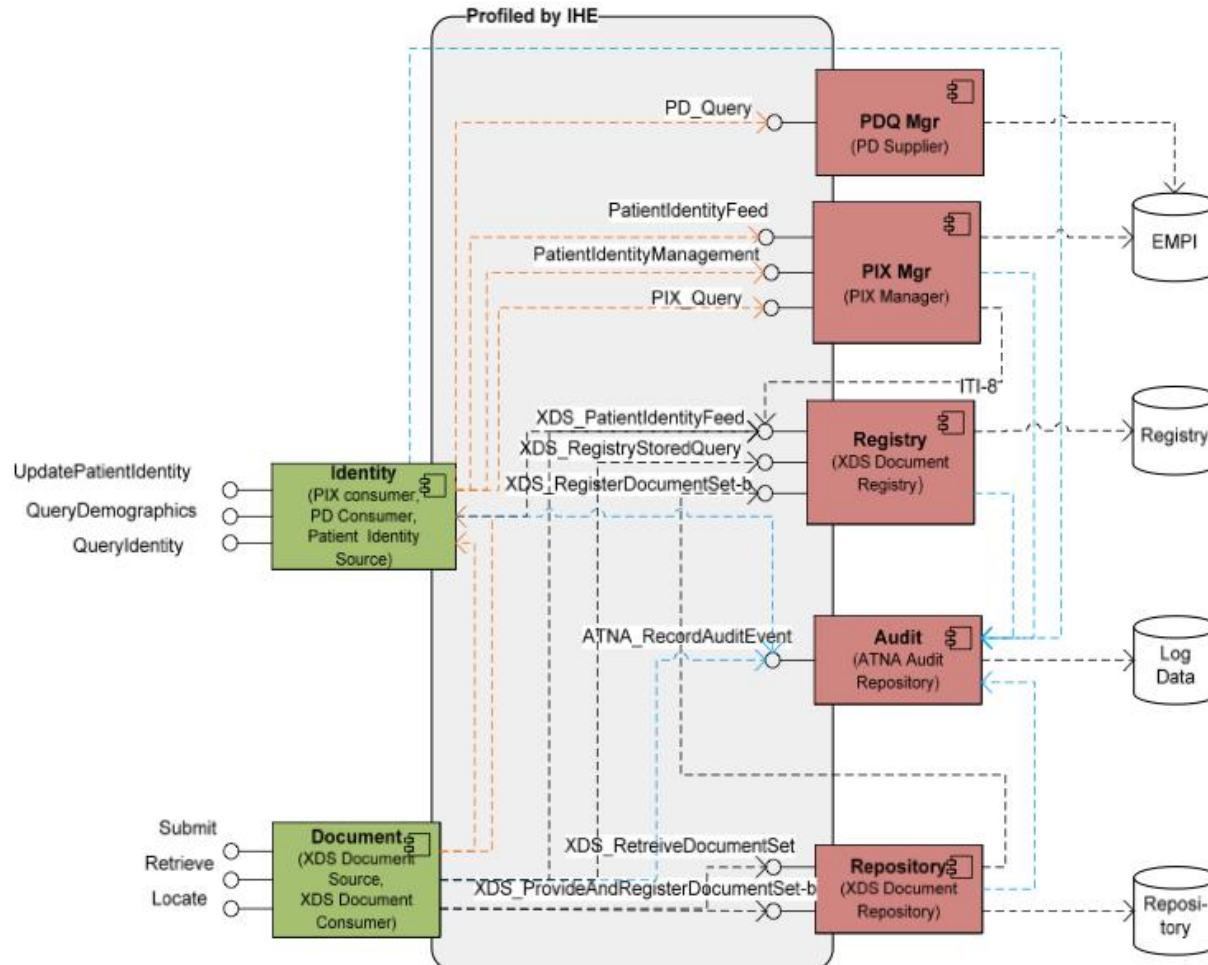 Profiled by IHE
PD_Query
PDQ Mgr
(PD Supplier)
PatientIdentityFeed
PatientIdentityManagement
PIX_Query
PIX Mgr
(PIX Manager)
EMPI
ITI-8
XDS_PatientIdentityFeed
XDS_RegistryStoredQuery
XDS_RegisterDocumentSet-b
Registry
(XDS Document
Registry)
Registry
UpdatePatientIdentity
QueryDemographics
QueryIdentity
Identity
(PIX consumer,
PD Consumer,
Patient Identity
Source)
ATNA_RecordAuditEvent
Audit
(ATNA Audit
Repository)
Log
Data
Submit
Retrieve
Locate
Document
(XDS Document
Source,
XDS Document
Consumer)
XDS_RetreiveDocumentSet
XDS_ProvideAndRegisterDocumentSet-b
Repository
(XDS Document
Repository)
Reposi-
tory